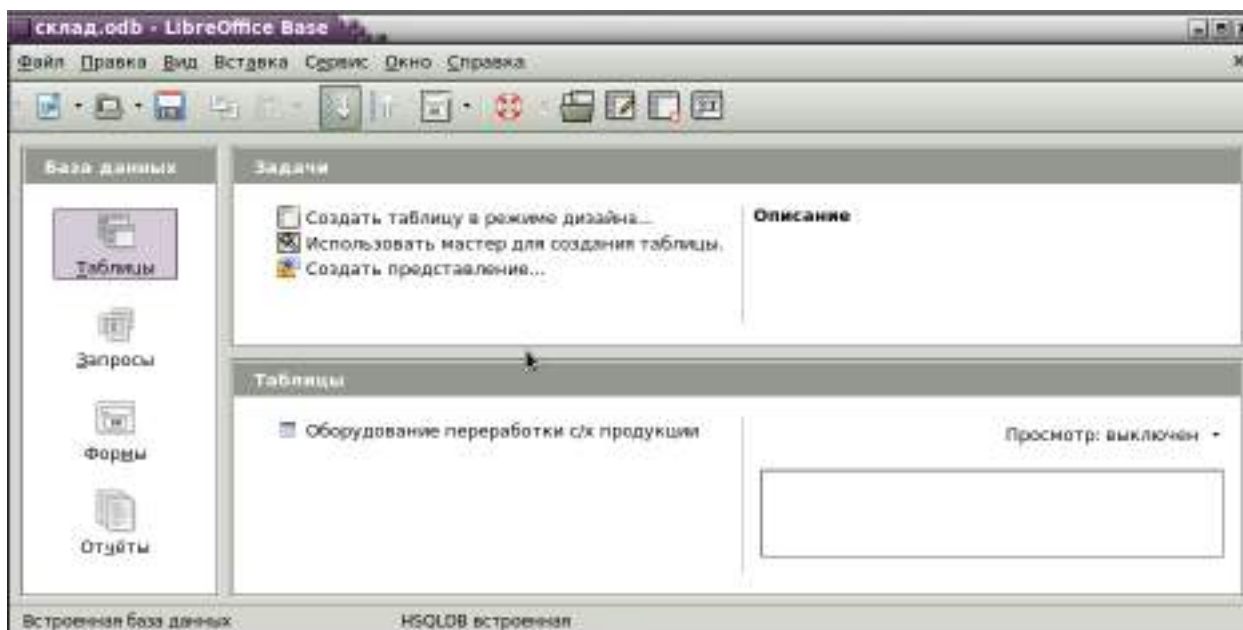 склад.odb - LibreOffice Base
Файл Правка Вид Вставка Сервис Окно Справка
База данных
Таблицы
Запросы
Формы
Отчёты
Задачи
Создать таблицу в режиме дизайна...
Использовать мастер для создания таблицы.
Создать представление...
Описание
Таблицы
Оборудование переработки с/х продукции
Просмотр: выключен
Встроенная база данных
HSQLDB встроенная